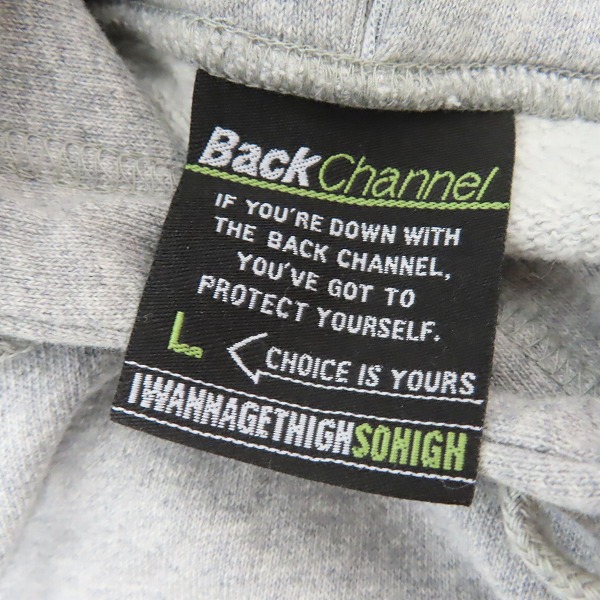 Back Channel
IF YOU'RE DOWN WITH
THE BACK CHANNEL,
YOU'VE GOT TO
PROTECT YOURSELF.
L
CHOICE IS YOURS
IWANNAGETHIGHSOHIGH